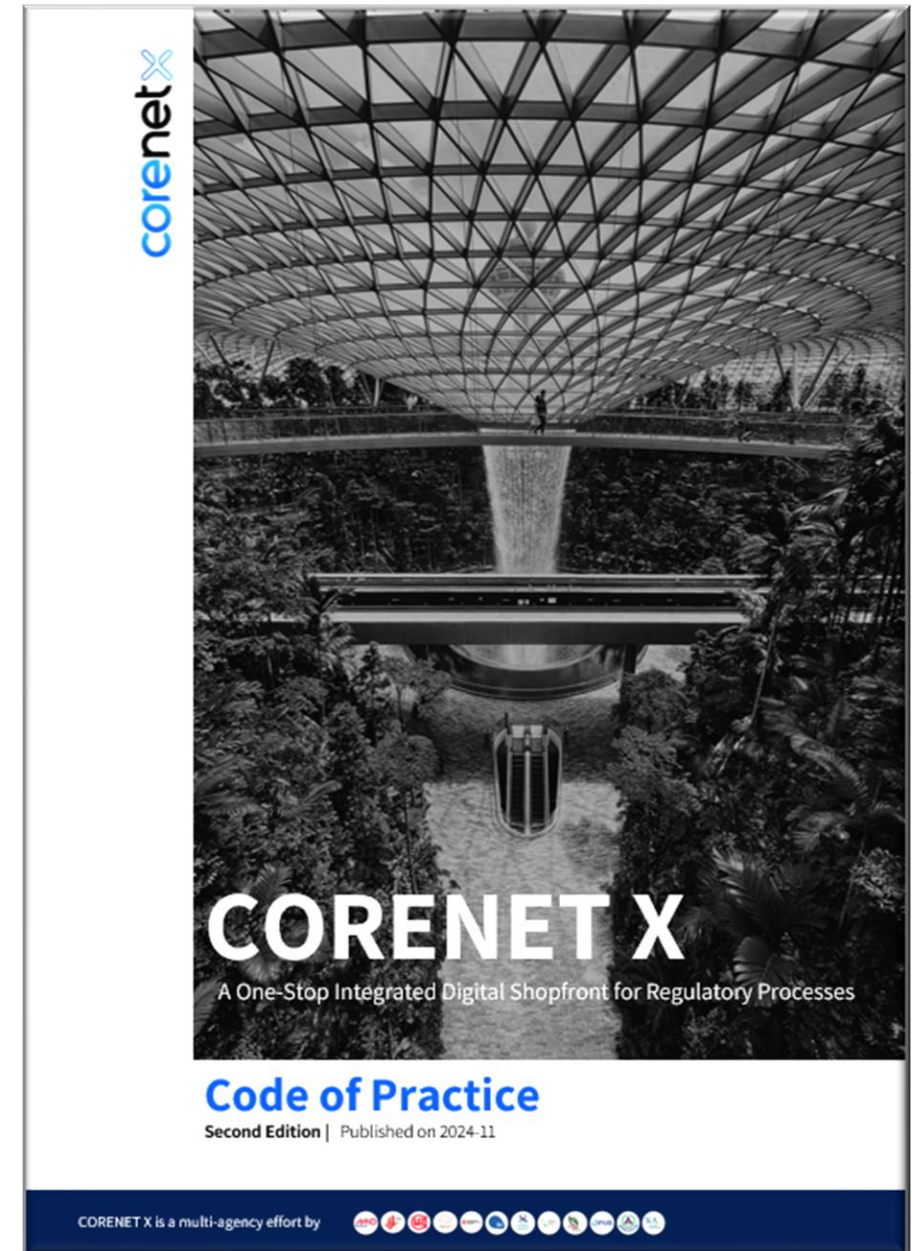 corenetx
CORENET X
A One-Stop Integrated Digital Shopfront for Regulatory Processes
Code of Practice
Second Edition | Published on 2024-11
CORENET X is a multi-agency effort by